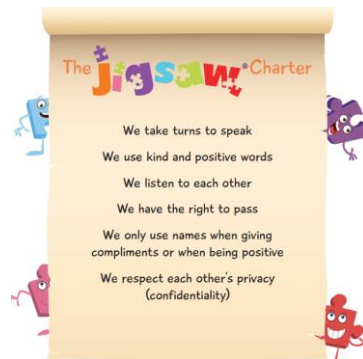 The jigsaw® Charter
We take turns to speak
We use kind and positive words
We listen to each other
We have the right to pass
We only use names when giving
compliments or when being positive
We respect each other's privacy
(confidentiality)